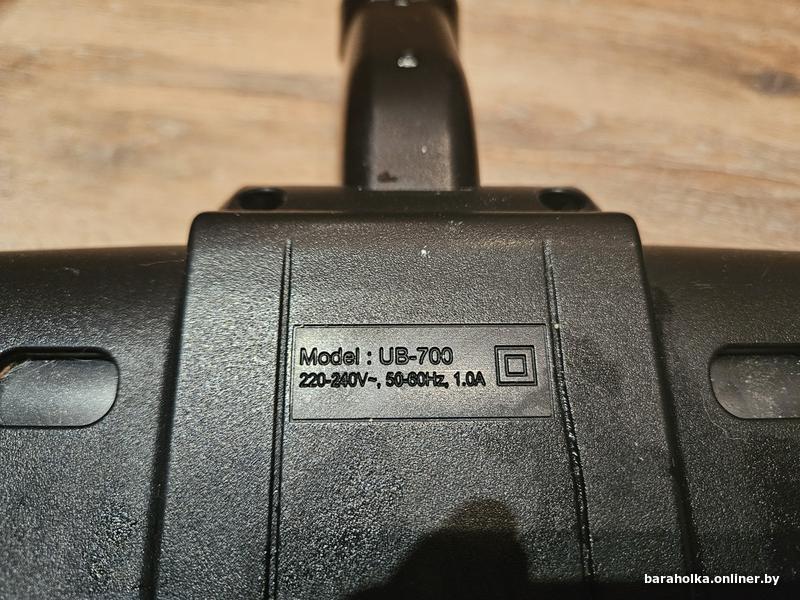 Model : UB-700
220-240V~, 50-60Hz, 1.0A
baraholka.onliner.by